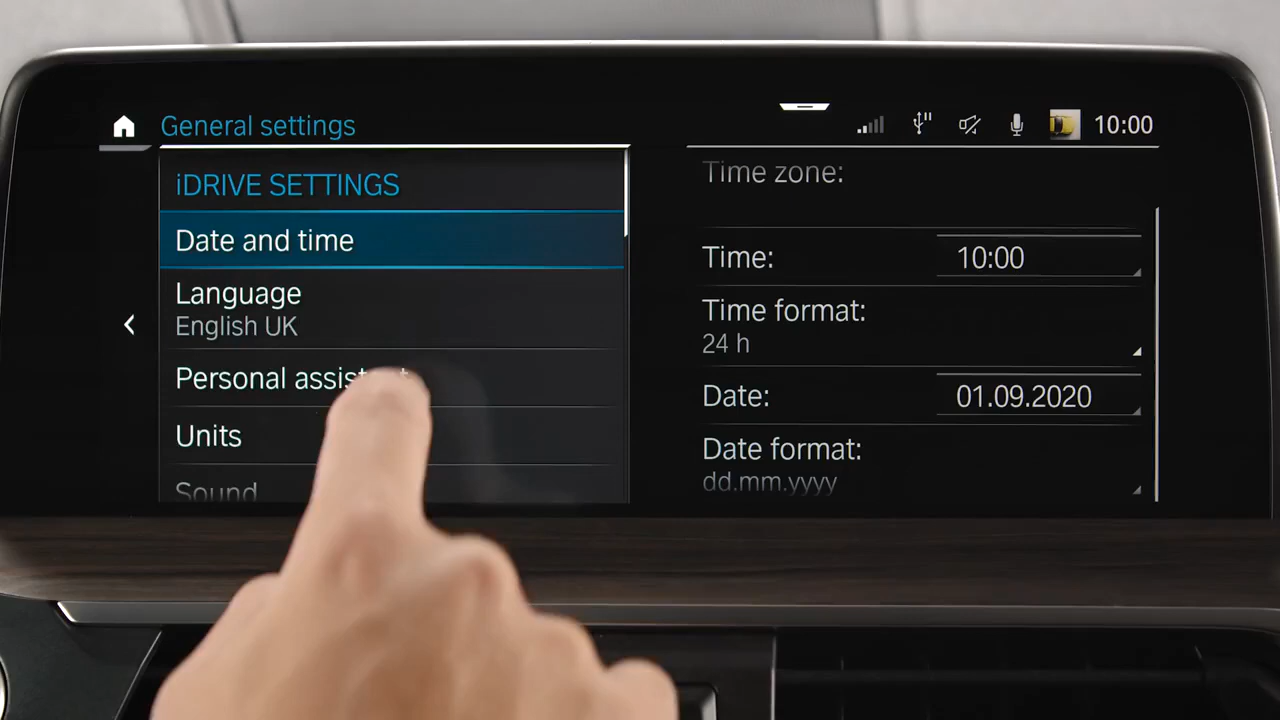 General settings
10:00
iDRIVE SETTINGS
Date and time
Language
English UK
Personal
Units
Sound
Time zone:
Time: 10:00
Time format:
24 h
Date: 01.09.2020
Date format:
dd.mm.yyyy